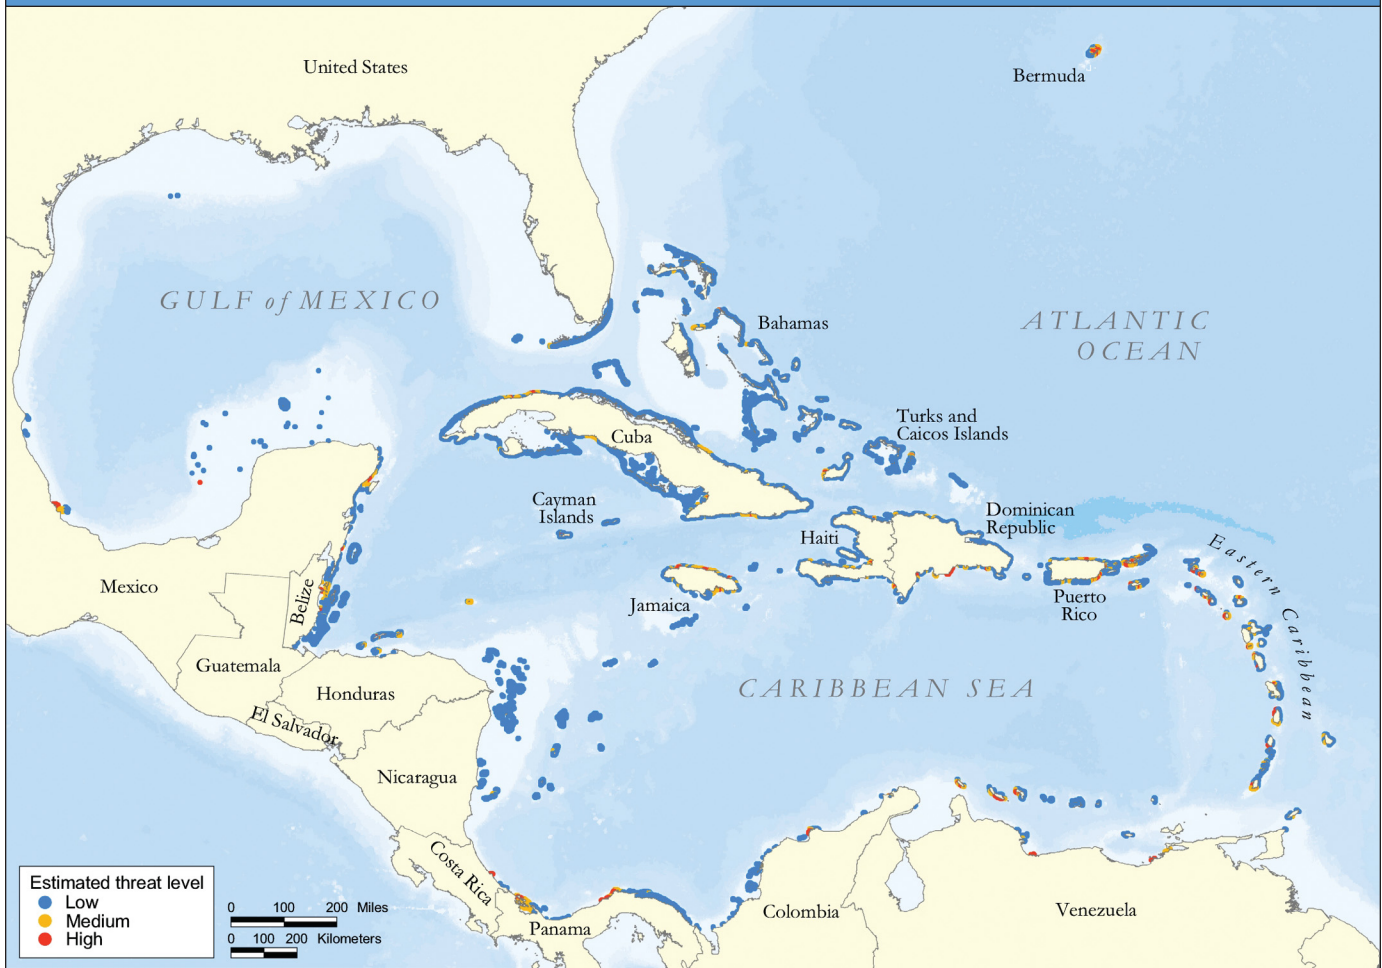 United States
Bermuda
GULF of MEXICO
ATLANTIC
OCEAN
Bahamas
Turks and
Caicos Islands
Cuba
Cayman
Islands
Dominican
Republic
Haiti
Eastern Caribbean
Mexico
Belize
Jamaica
Puerto
Rico
Guatemala
Honduras
CARIBBEAN SEA
El Salvador
Nicaragua
Costa Rica
Panama
Colombia
Venezuela
Estimated threat level
Low
Medium
High
0 100 200 Miles
0 100 200 Kilometers